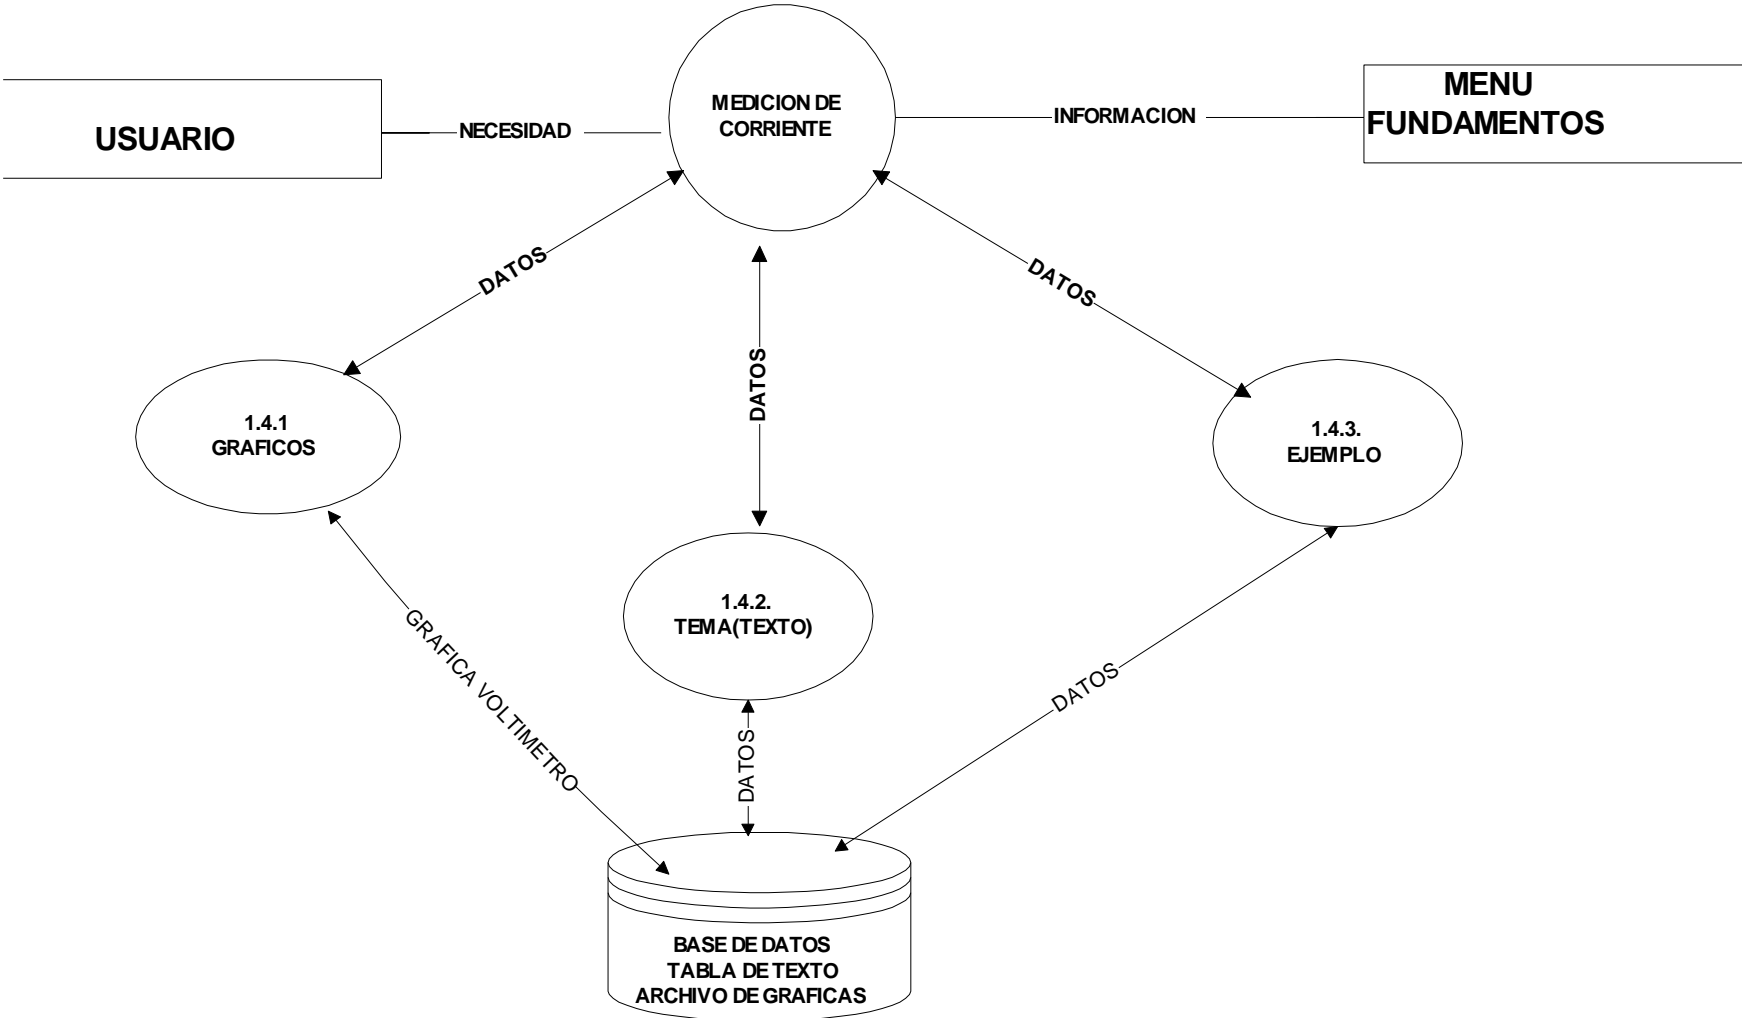 MEDICION DE
CORRIENTE
USUARIO
NECESIDAD
INFORMACION
MENU
FUNDAMENTOS
DATOS
DATOS
DATOS
1.4.1
GRAFICOS
1.4.3.
EJEMPLO
1.4.2.
TEMA(TEXTO)
GRAFICA VOLTIMETRO
DATOS
DATOS
BASE DE DATOS
TABLA DE TEXTO
ARCHIVO DE GRAFICAS